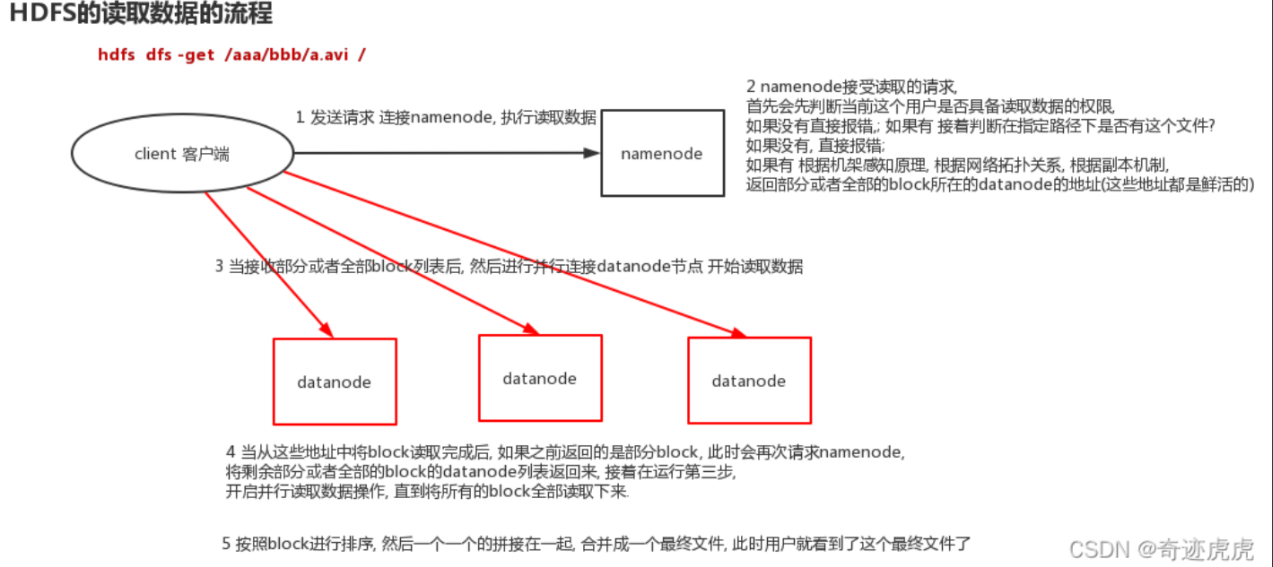 HDFS的读取数据的流程
hdfs dfs -get /aaa/bbb/a.avi /
1 发送请求 连接namenode, 执行读取数据
client 客户端
namenode
2 namenode接受读取的请求,
首先会先判断当前这个用户是否具备读取数据的权限,
如果没有直接报错,; 如果有 接着判断在指定路径下是否有这个文件?
如果没有, 直接报错;
如果有 根据机架感知原理, 根据网络拓扑关系, 根据副本机制,
返回部分或者全部的block所在的datanode的地址(这些地址都是鲜活的)
3 当接收部分或者全部block列表后, 然后进行并行连接datanode节点 开始读取数据
datanode
datanode
datanode
4 当从这些地址中将block读取完成后, 如果之前返回的是部分block, 此时会再次请求namenode,
将剩余部分或者全部的block的datanode列表返回来, 接着在运行第三步,
开启并行读取数据操作, 直到将所有的block全部读取下来.
5 按照block进行排序, 然后一个一个的拼接在一起, 合并成一个最终文件, 此时用户就看到了这个最终文件了
CSDN @奇迹虎虎